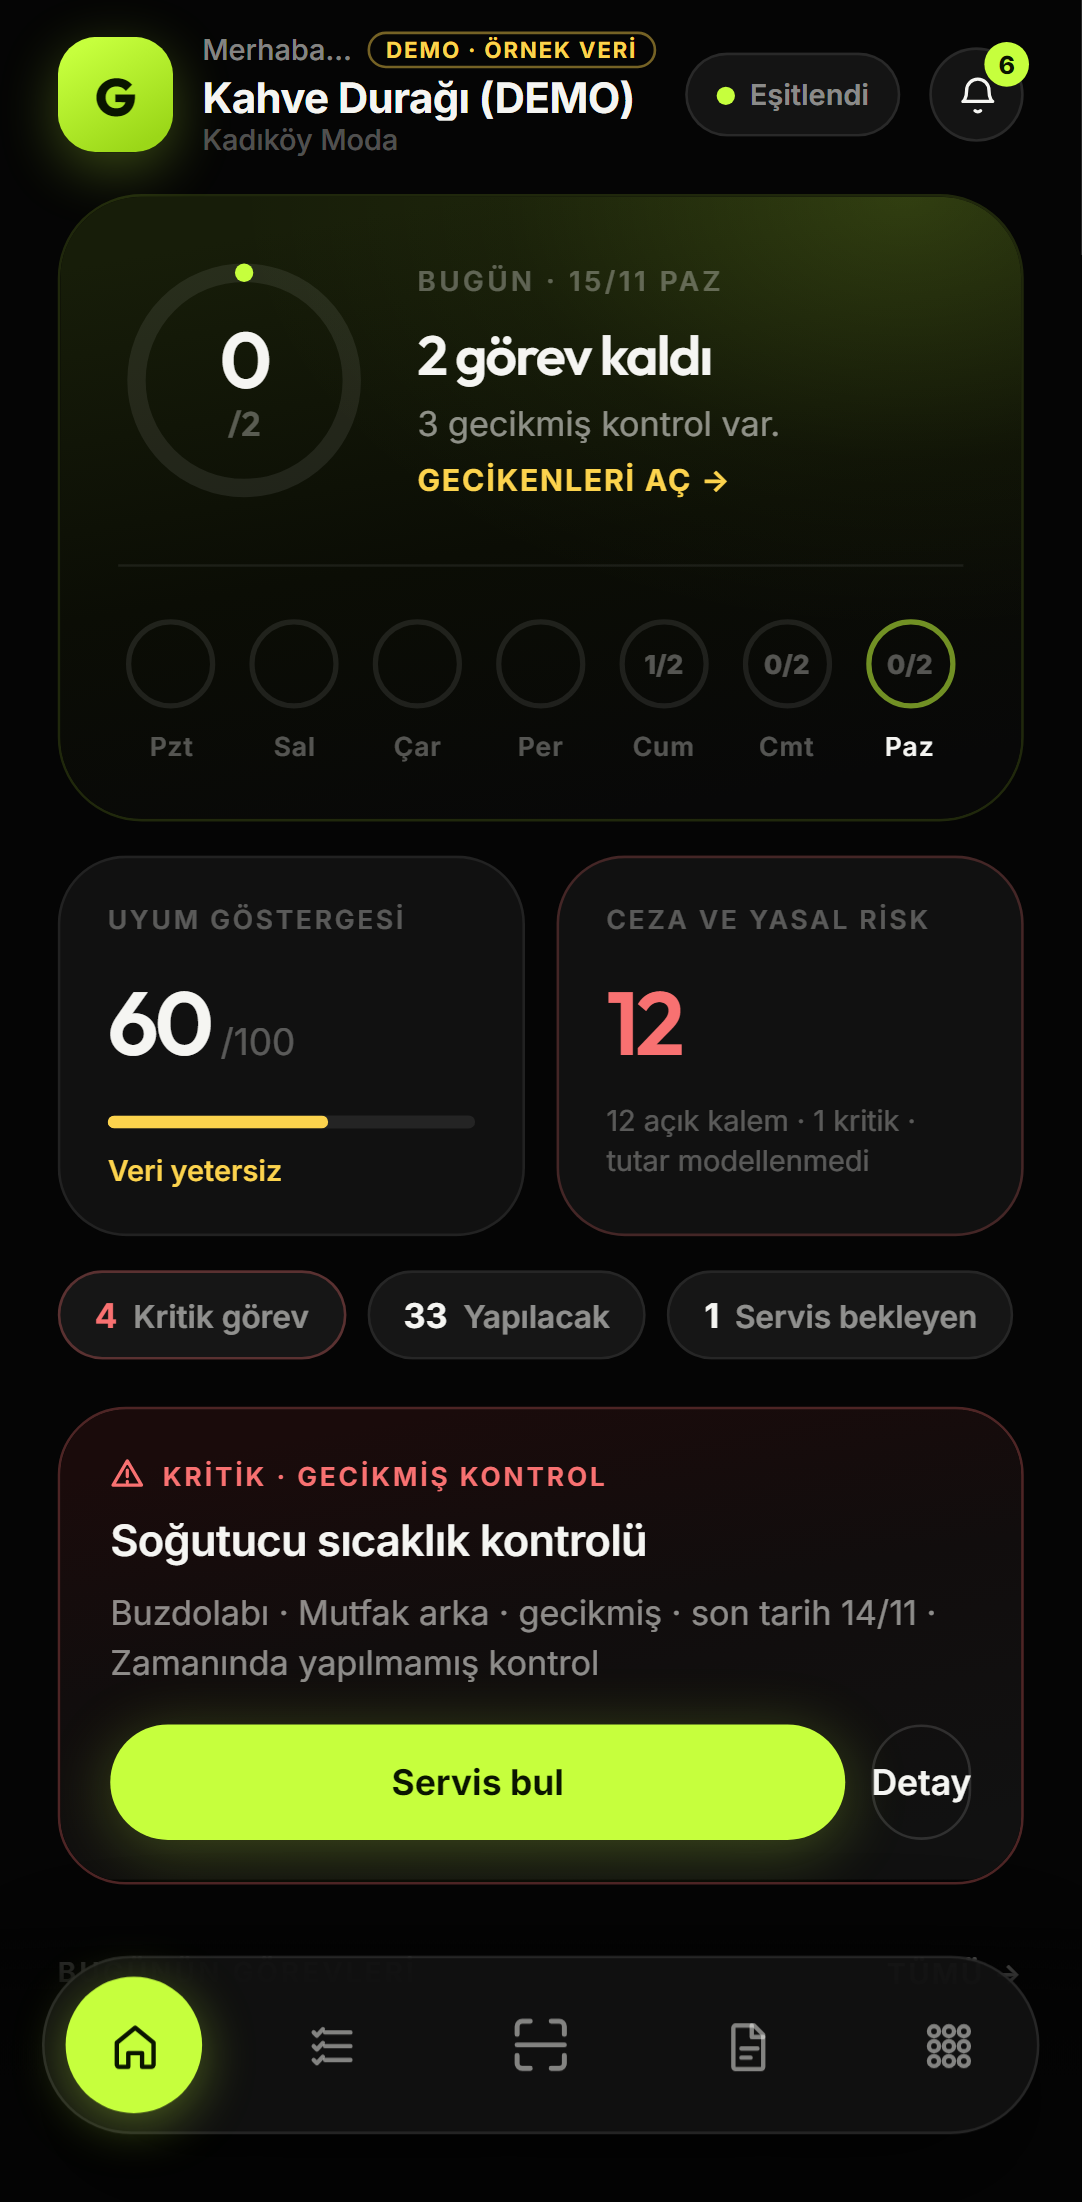 G
Merhaba...
DEMO · ÖRNEK VERİ
Kahve Durağı (DEMO)
Kadıköy Moda
Eşitlendi
6
BUGÜN · 15/11 PAZ
0
/2
2 görev kaldı
3 gecikmiş kontrol var.
GECİKENLERİ AÇ →
1/2 0/2 0/2
Pzt Sal Çar Per Cum Cmt Paz
UYUM GÖSTERGESİ
60 /100
Veri yetersiz
CEZA VE YASAL RİSK
12
12 açık kalem · 1 kritik ·
tutar modellenmedi
4 Kritik görev
33 Yapılacak
1 Servis bekleyen
KRİTİK · GECİKMİŞ KONTROL
Soğutucu sıcaklık kontrolü
Buzdolabı · Mutfak arka · gecikmiş · son tarih 14/11 ·
Zamanında yapılmamış kontrol
Servis bul
Detay
TÜMÜ →